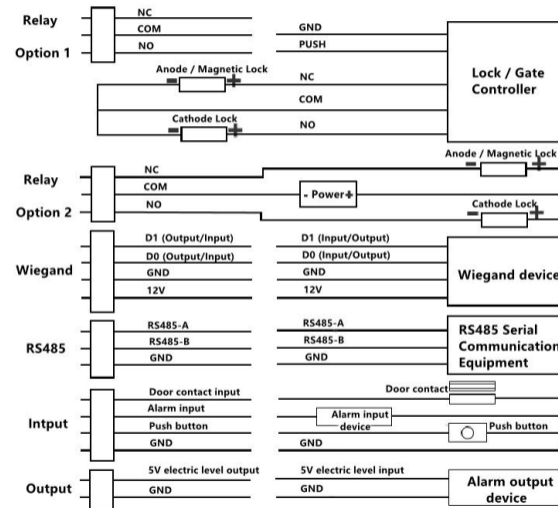 Relay
Option 1
NC
COM
NO
GND
PUSH
Anode / Magnetic Lock
- +
NC
COM
Cathode Lock
- +
NO
Lock / Gate
Controller
Relay
Option 2
NC
COM
NO
- Power+
Anode / Magnetic Lock
- +
Cathode Lock
- +
Wiegand
D1 (Output/Input)
D0 (Output/Input)
GND
12V
D1 (Input/Output)
D0 (Input/Output)
GND
12V
Wiegand device
RS485
RS485-A
RS485-B
GND
RS485-A
RS485-B
GND
RS485 Serial
Communication
Equipment
Intput
Door contact input
Alarm input
Push button
GND
Door contact
Alarm input
device
Push button
GND
Output
5V electric level output
GND
5V electric level input
GND
Alarm output
device